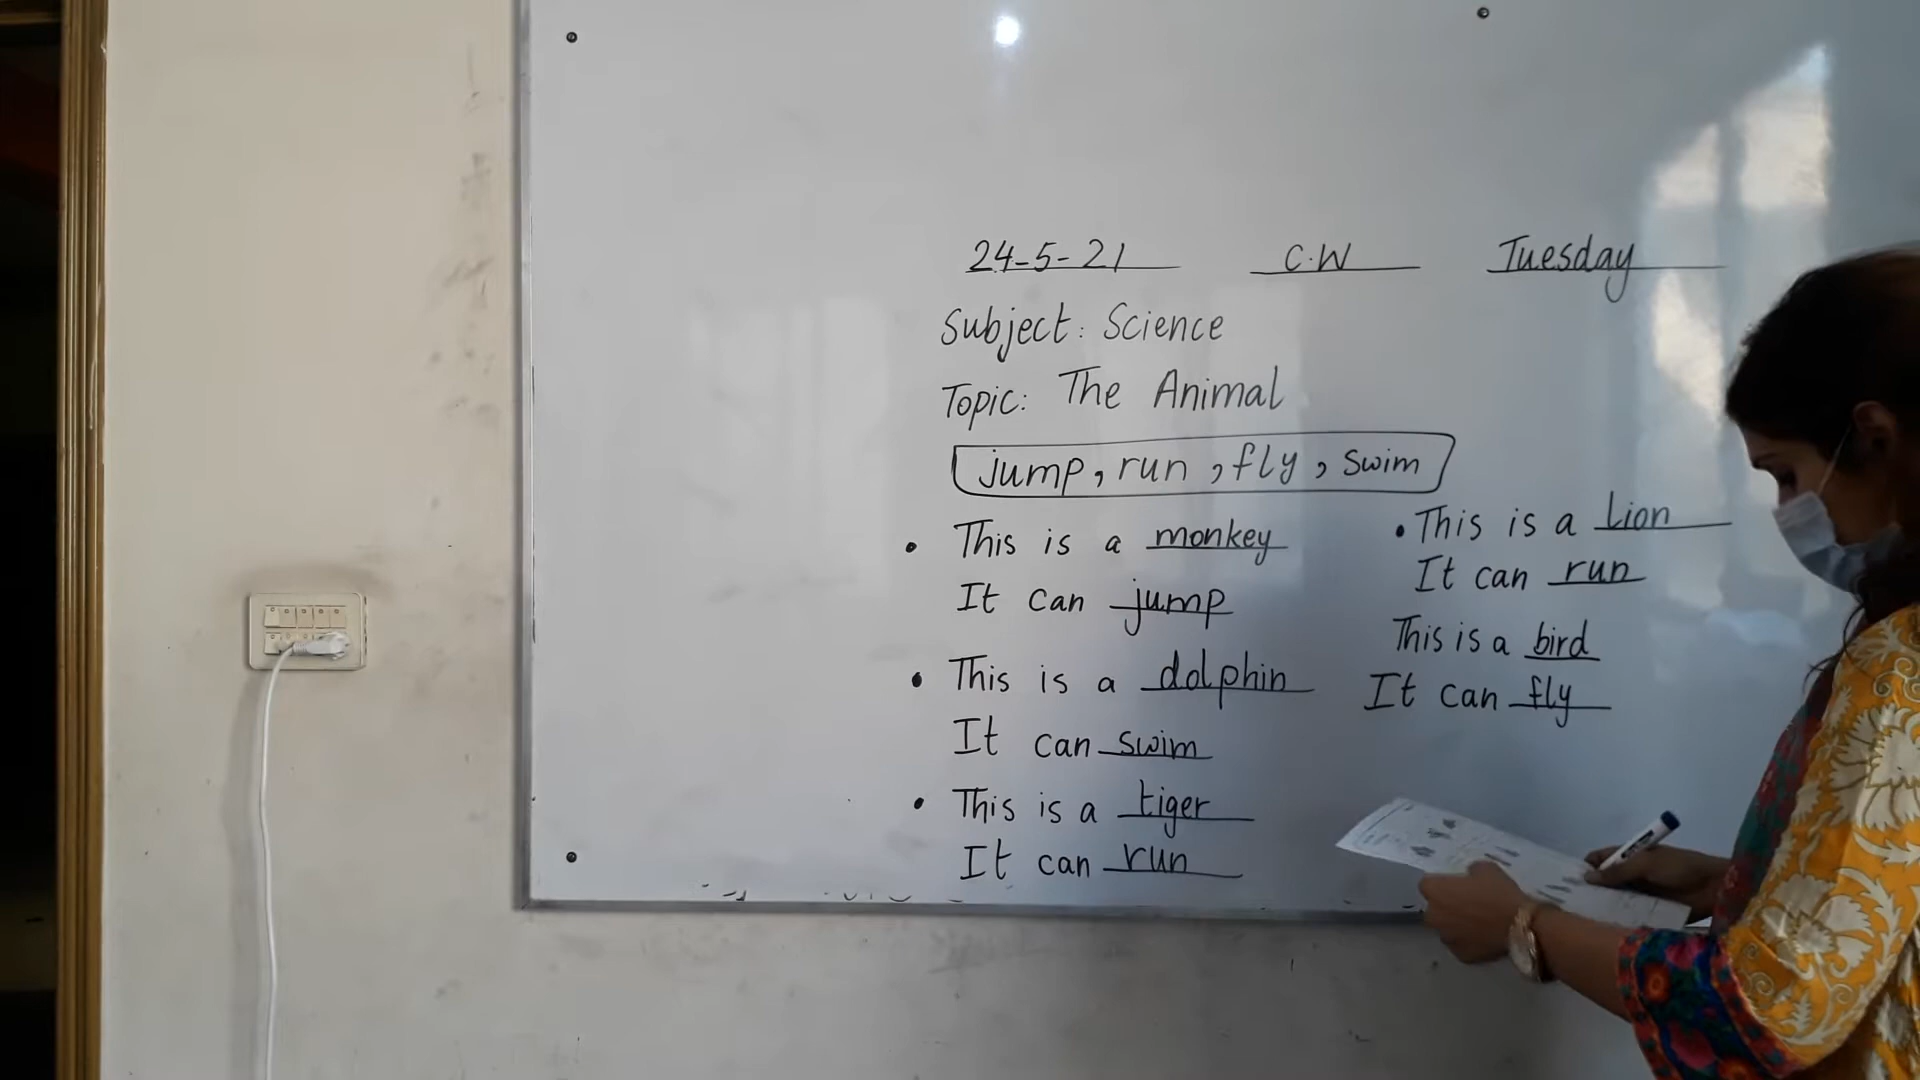 24-5-21 C.W Tuesday
Subject: Science
Topic: The Animal
jump, run, fly, swim
• This is a monkey
It can jump
• This is a dolphin
It can swim
• This is a tiger
It can run
• This is a Lion
It can run
This is a bird
It can fly